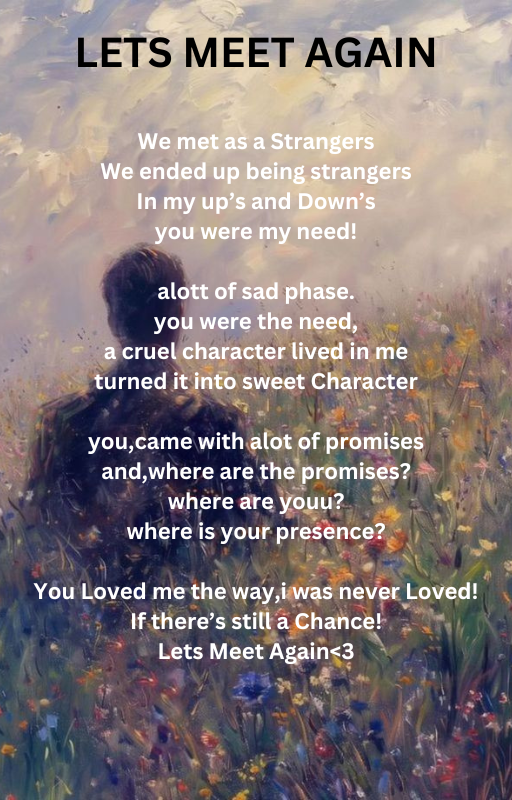 LETS MEET AGAIN
We met as a Strangers
We ended up being strangers
In my up’s and Down’s
you were my need!
alott of sad phase.
you were the need,
a cruel character lived in me
turned it into sweet Character
you,came with alot of promises
and,where are the promises?
where are youu?
where is your presence?
You Loved me the way,i was never Loved!
If there’s still a Chance!
Lets Meet Again<3